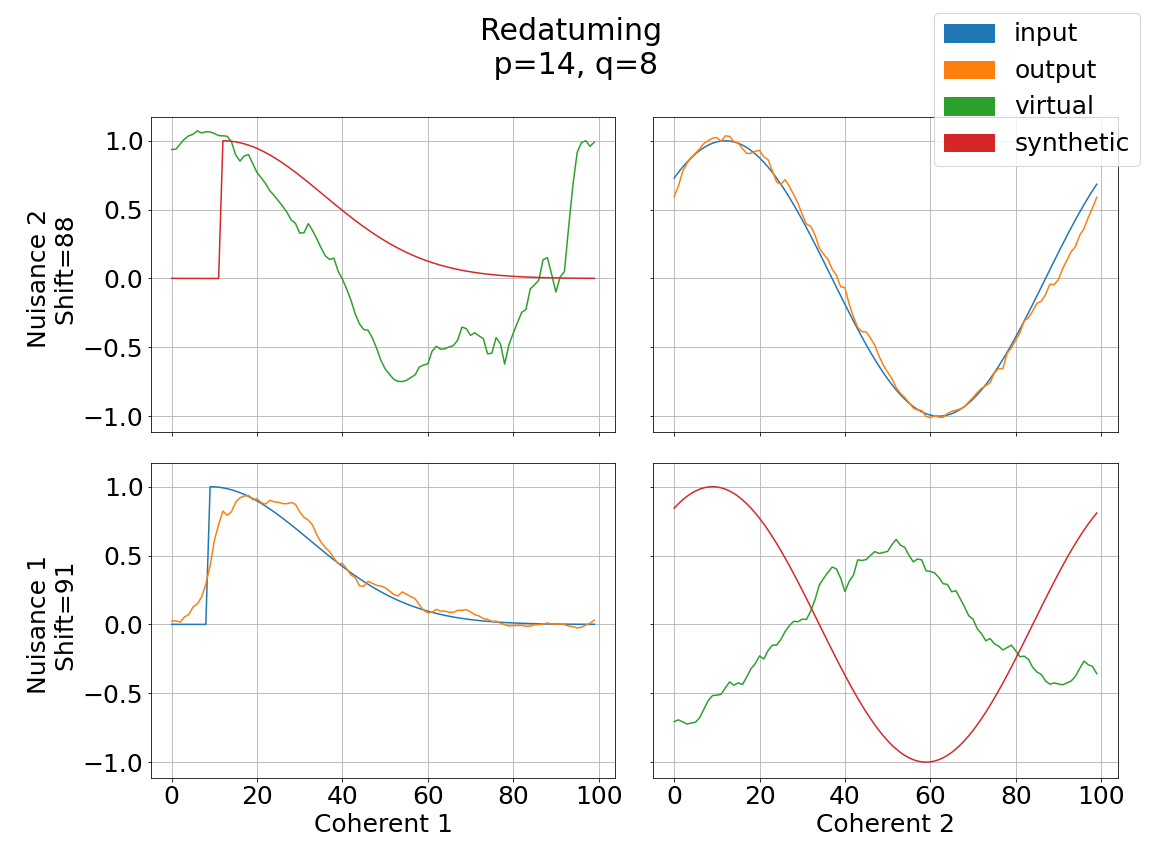 Redatuming
p=14, q=8
input
output
virtual
synthetic
Nuisance 2
Shift=88
1.0
0.5
0.0
−0.5
−1.0
Nuisance 1
Shift=91
1.0
0.5
0.0
−0.5
−1.0
0 20 40 60 80 100
0 20 40 60 80 100
Coherent 1
Coherent 2